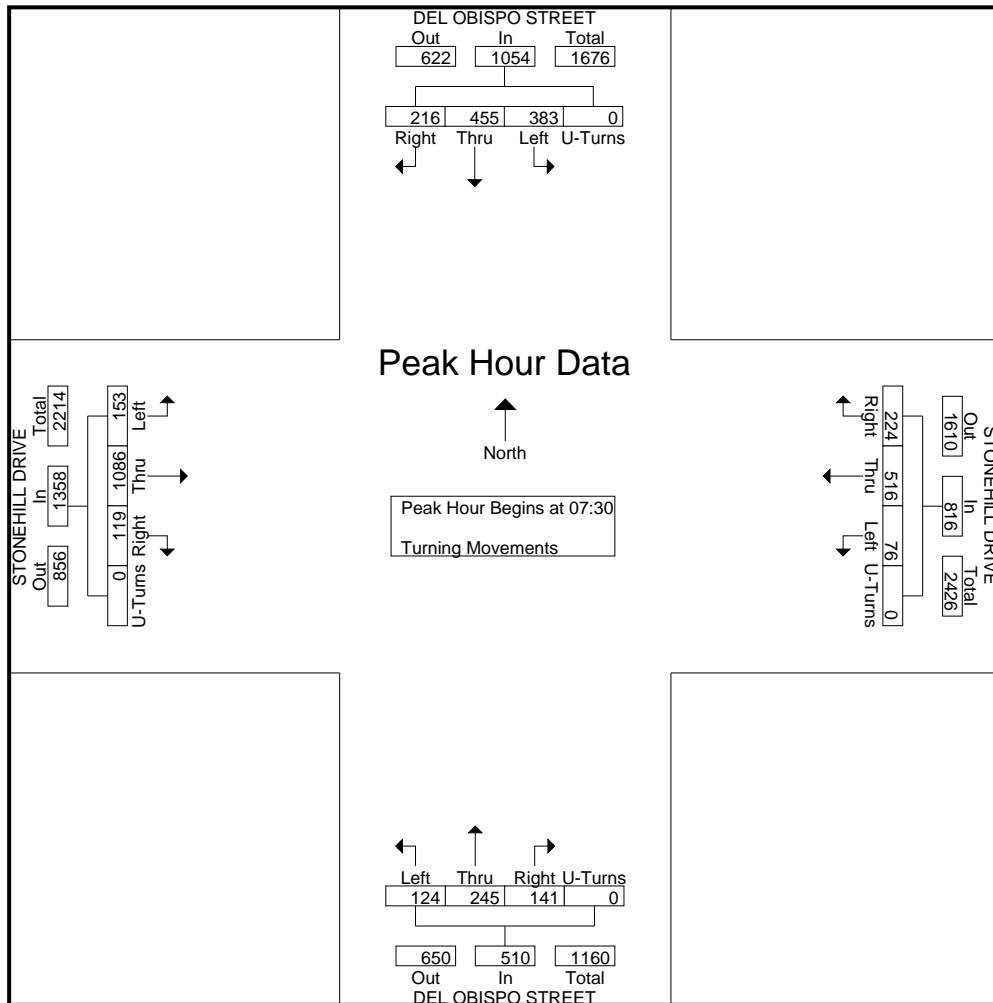 DEL OBISPO STREET
Out In Total
622 1054 1676
216 455 383 0
Right Thru Left U-Turns
Peak Hour Data
North
Peak Hour Begins at 07:30
Turning Movements
STONEHILL DRIVE
Out In Total
856 1358 2214
0 119 1086 153
U-Turns Right Thru Left
STONEHILL DRIVE
Out In Total
1610 816 2426
224 516 76 0
Right Thru Left U-Turns
Left Thru Right U-Turns
124 245 141 0
650 510 1160
Out In Total
DEL OBISPO STREET